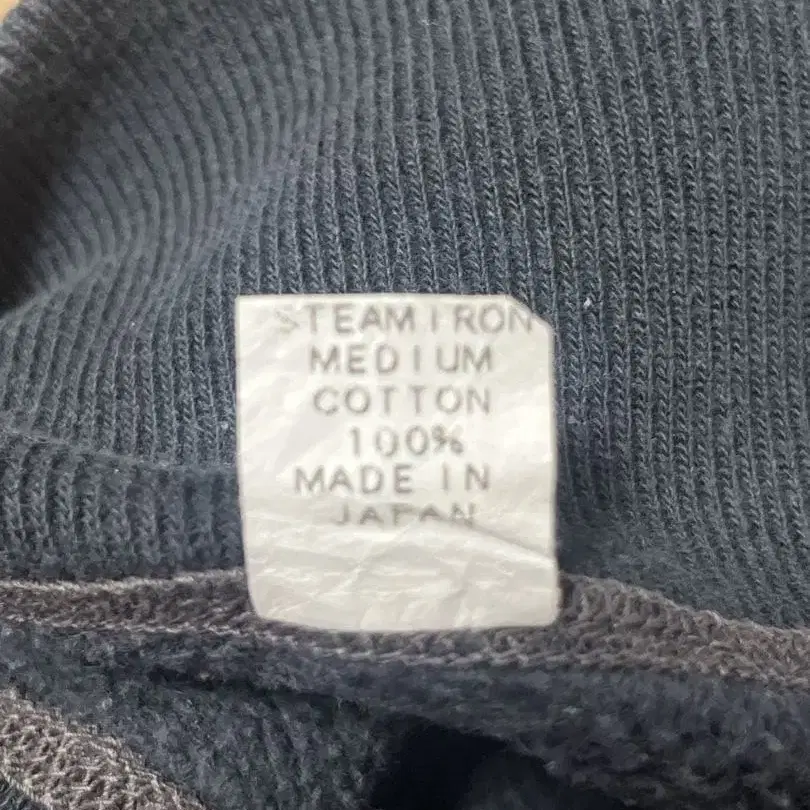 STEAM IRON
MEDIUM
COTTON
100%
MADE IN
JAPAN